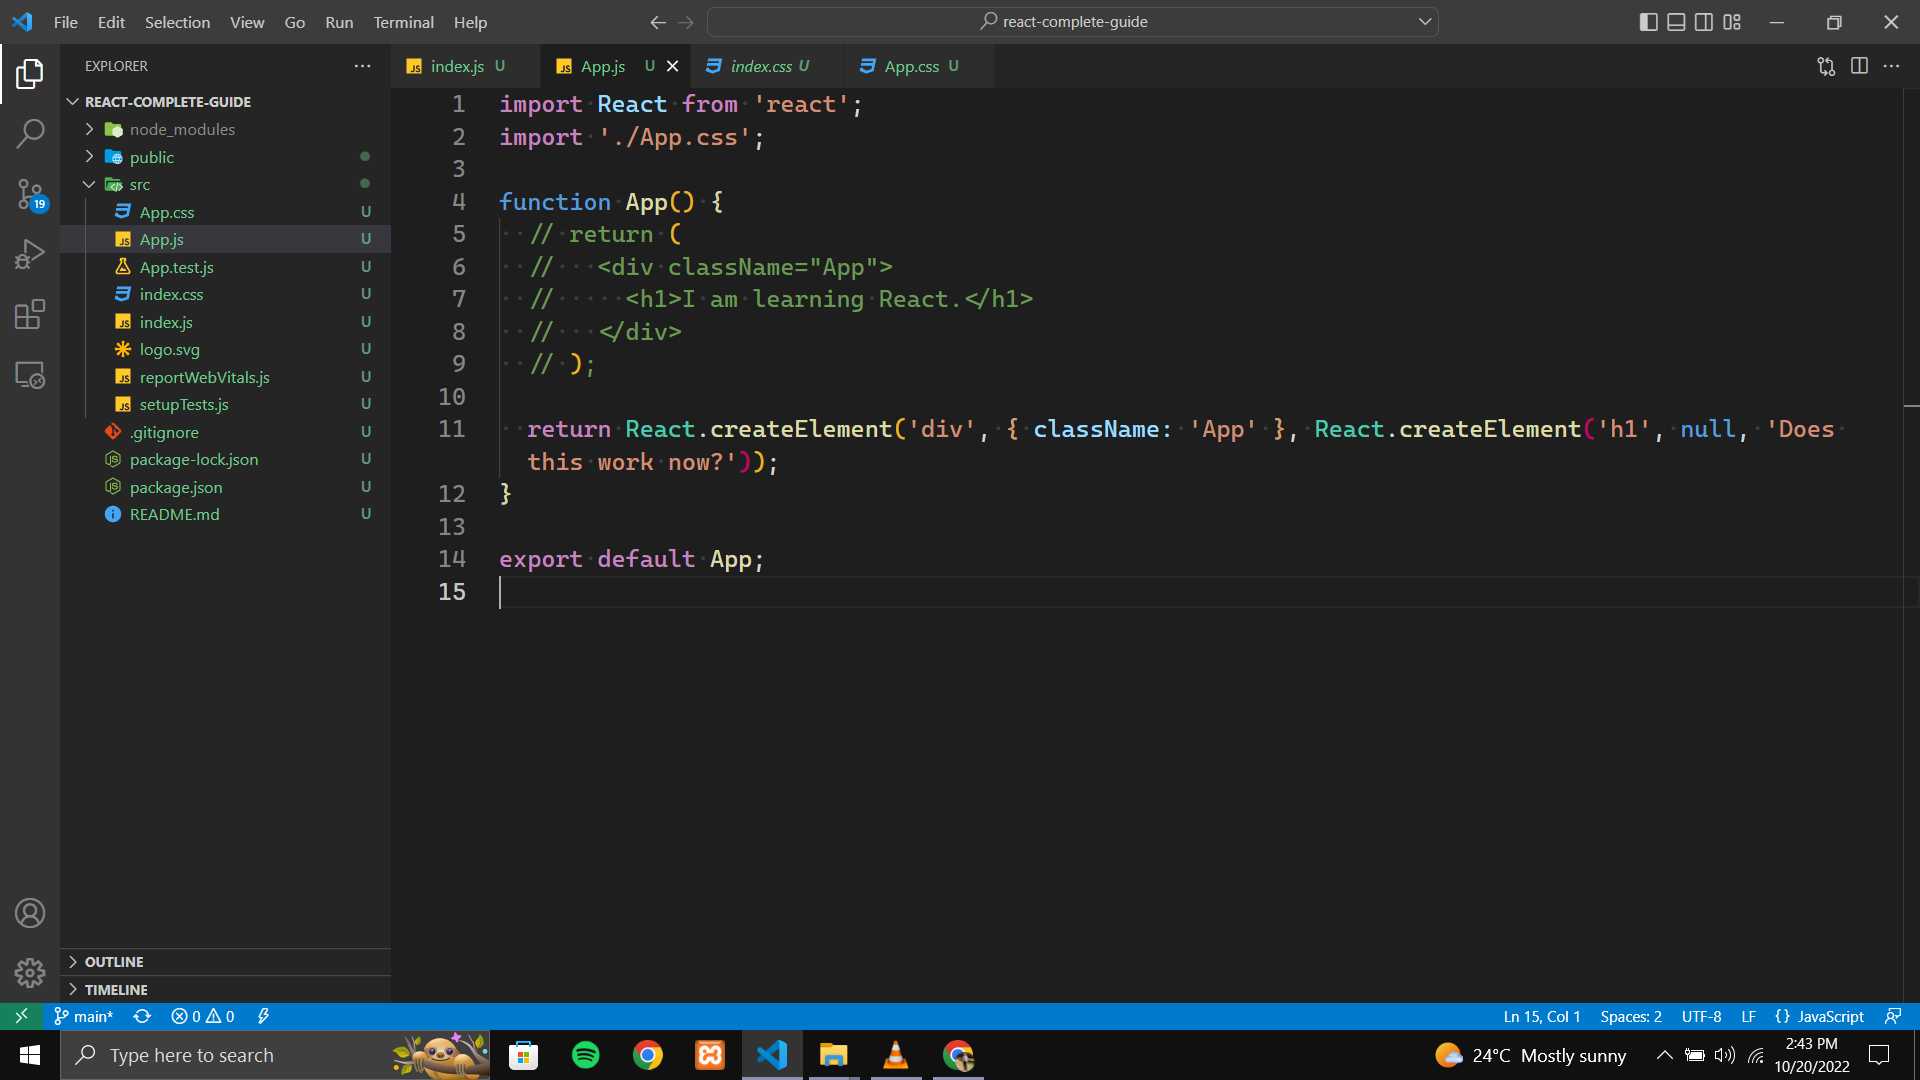 File Edit Selection View Go Run Terminal Help
react-complete-guide
EXPLORER
REACT-COMPLETE-GUIDE
node_modules
public
src
App.css U
App.js U
App.test.js U
index.css U
index.js U
logo.svg U
reportWebVitals.js U
setupTests.js U
.gitignore U
package-lock.json U
package.json U
README.md U
OUTLINE
TIMELINE
19
index.js U App.js U index.css U App.css U
1 import React from 'react';
2 import './App.css';
3
4 function App() {
5 // return (
6 //   <div className="App">
7 //     <h1>I am learning React.</h1>
8 //   </div>
9 // );
10
11 return React.createElement('div', { className: 'App' }, React.createElement('h1', null, 'Does
this work now?'));
12 }
13
14 export default App;
15
main* 0 0 Ln 15, Col 1 Spaces: 2 UTF-8 LF {} JavaScript
Type here to search
24°C Mostly sunny
2:43 PM
10/20/2022